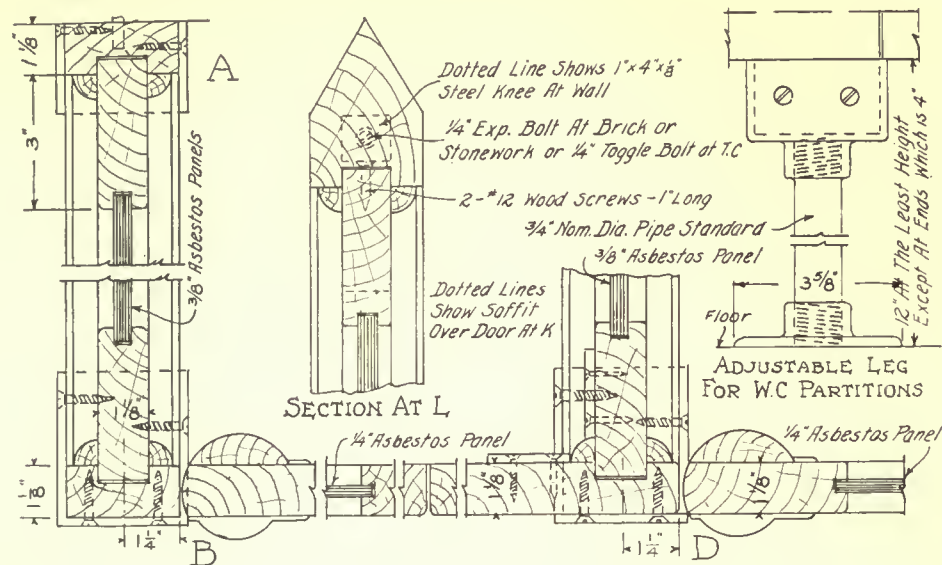 1 1/8"
A
3"
3/8" Asbestos Panels
Dotted Line Shows 1"x4"x1/8"
Steel Knee At Wall
1/4" Exp. Bolt At Brick or
Stonework or 1/4" Toggle Bolt at T.C
2-#12 Wood Screws-1" Long
3/4" Nom. Dia. Pipe Standard
3/8" Asbestos Panel
Dotted Lines
Show Soffit
Over Door At K
SECTION AT L
12" At The Least Height
Except At Ends Which is 4"
3 5/8"
Floor
ADJUSTABLE LEG
FOR W.C PARTITIONS
1 1/8"
1/4" Asbestos Panel
1/4" Asbestos Panel
1 1/8"
1 1/8"
1 1/8"
1 1/4"
B
1 1/4"
D